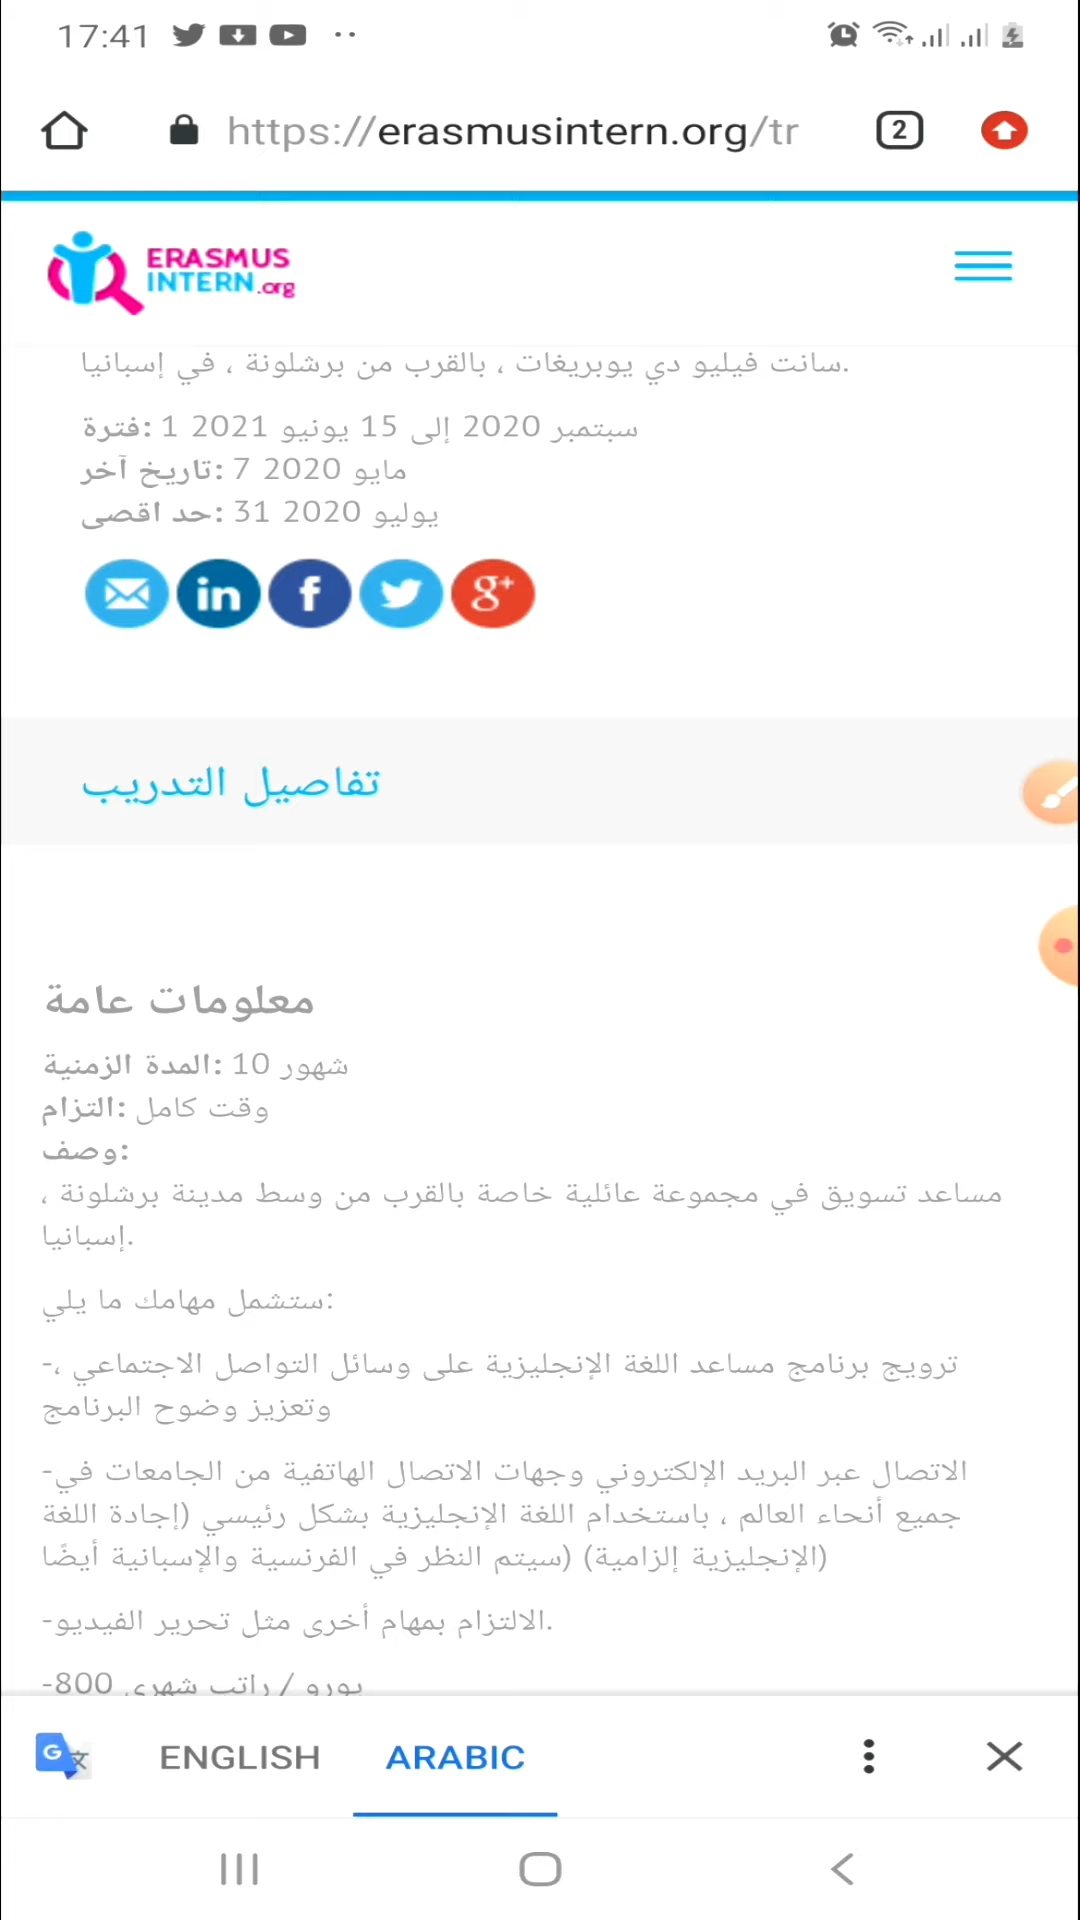 17:41
https://erasmusintern.org/tr
2
ERASMUS
INTERN.org
سانت فيليو دي يوبريغات ، بالقرب من برشلونة ، في إسبانيا.
فترة: 1 سبتمبر 2020 إلى 15 يونيو 2021
تاريخ آخر: 7 مايو 2020
حد اقصى: 31 يوليو 2020
in f g+
تفاصيل التدريب
معلومات عامة
المدة الزمنية: 10 شهور
التزام: وقت كامل
وصف:
مساعد تسويق في مجموعة عائلية خاصة بالقرب من وسط مدينة برشلونة ،
إسبانيا.
ستشمل مهامك ما يلي:
-ترويج برنامج مساعد اللغة الإنجليزية على وسائل التواصل الاجتماعي ،
وتعزيز وضوح البرنامج
-الاتصال عبر البريد الإلكتروني وجهات الاتصال الهاتفية من الجامعات في
جميع أنحاء العالم ، باستخدام اللغة الإنجليزية بشكل رئيسي (إجادة اللغة
الإنجليزية إلزامية) (سيتم النظر في الفرنسية والإسبانية أيضًا)
-الالتزام بمهام أخرى مثل تحرير الفيديو.
-800 يورو / راتب شهري
G 文
ENGLISH
ARABIC